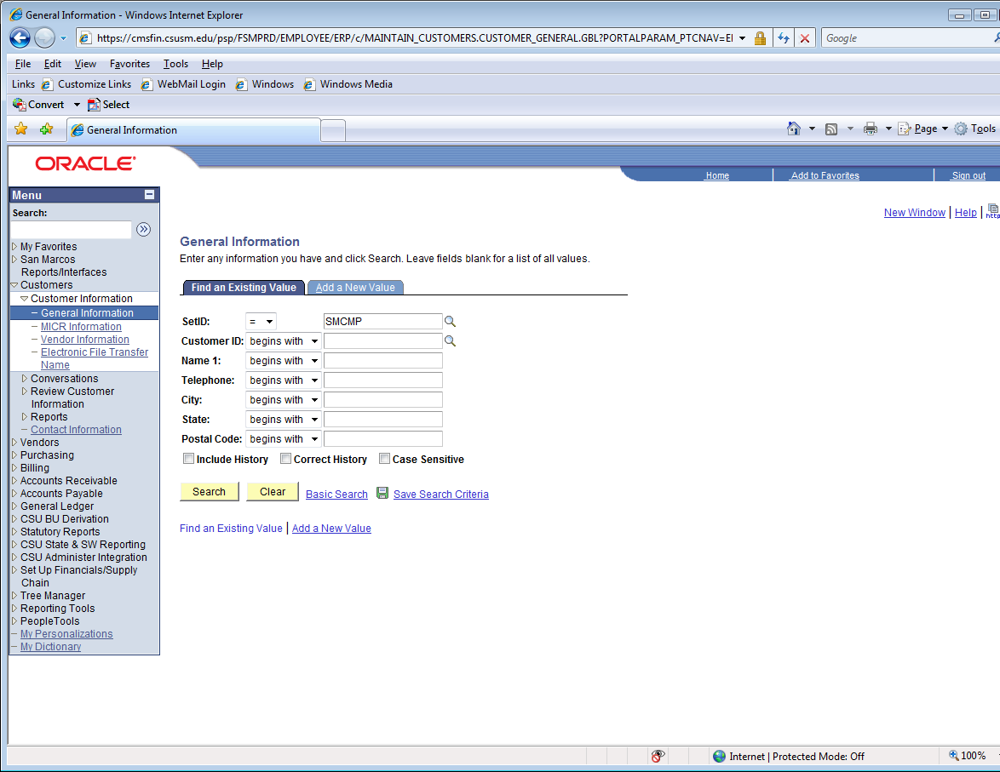 General Information - Windows Internet Explorer
https://cmsfin.csusm.edu/psp/FSMPRD/EMPLOYEE/ERP/c/MAINTAIN_CUSTOMERS.CUSTOMER_GENERAL.GBL?PORTALPARAM_PTCNAV=
Google
File Edit View Favorites Tools Help
Links Customize Links WebMail Login Windows Windows Media
Convert Select
General Information
Page Tools
ORACLE®
Home Add to Favorites Sign out
New Window | Help | http
Menu
Search:
My Favorites
San Marcos
Reports/Interfaces
Customers
Customer Information
General Information
MICR Information
Vendor Information
Electronic File Transfer
Name
Conversations
Review Customer
Information
Reports
Contact Information
Vendors
Purchasing
Billing
Accounts Receivable
Accounts Payable
General Ledger
CSU BU Derivation
Statutory Reports
CSU State & SW Reporting
CSU Administer Integration
Set Up Financials/Supply
Chain
Tree Manager
Reporting Tools
PeopleTools
My Personalizations
My Dictionary
General Information
Enter any information you have and click Search. Leave fields blank for a list of all values.
Find an Existing Value Add a New Value
SetID: = SMCMP
Customer ID: begins with
Name 1: begins with
Telephone: begins with
City: begins with
State: begins with
Postal Code: begins with
Include History Correct History Case Sensitive
Search Clear Basic Search Save Search Criteria
Find an Existing Value | Add a New Value
Internet | Protected Mode: Off
100%